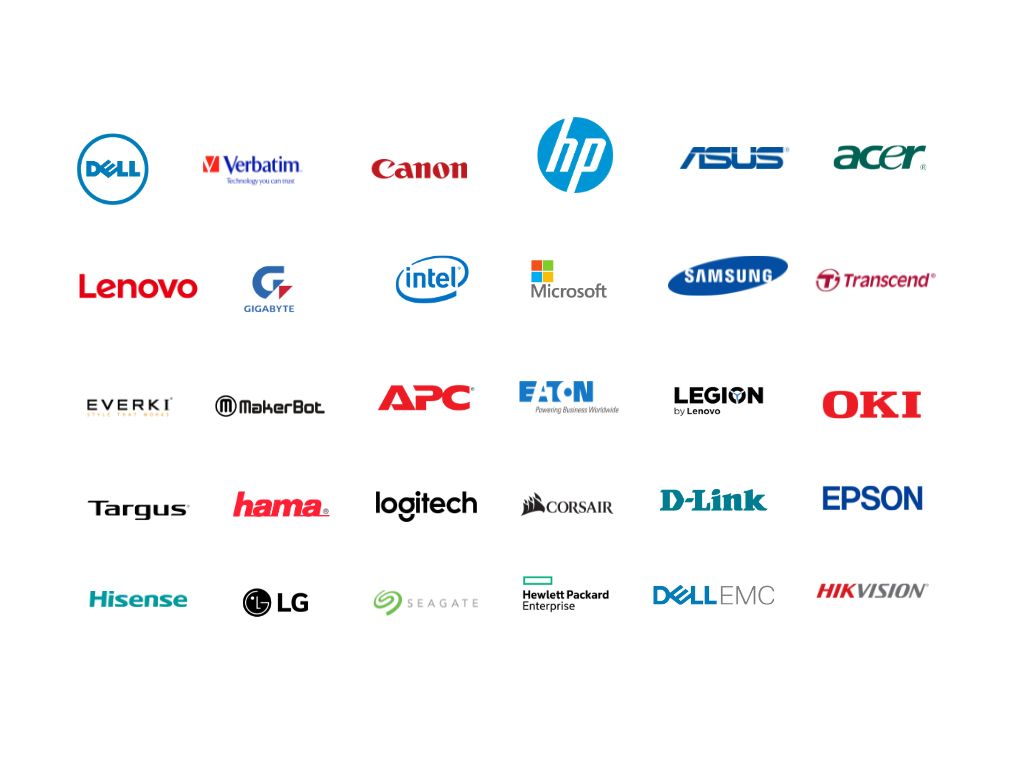 DELL
Verbatim
Technology you can trust
Canon
hp
ASUS®
acer®
Lenovo
GIGABYTE
intel®
Microsoft
SAMSUNG
Transcend®
EVERKI®
STYLE THAT WORKS
MakerBot
APC®
EATON
Powering Business Worldwide
LEGION
by Lenovo
OKI
Targus®
hama®
logitech
CORSAIR
D-Link
EPSON
Hisense
LG
SEAGATE
Hewlett Packard
Enterprise
DELLEMC
HIKVISION®